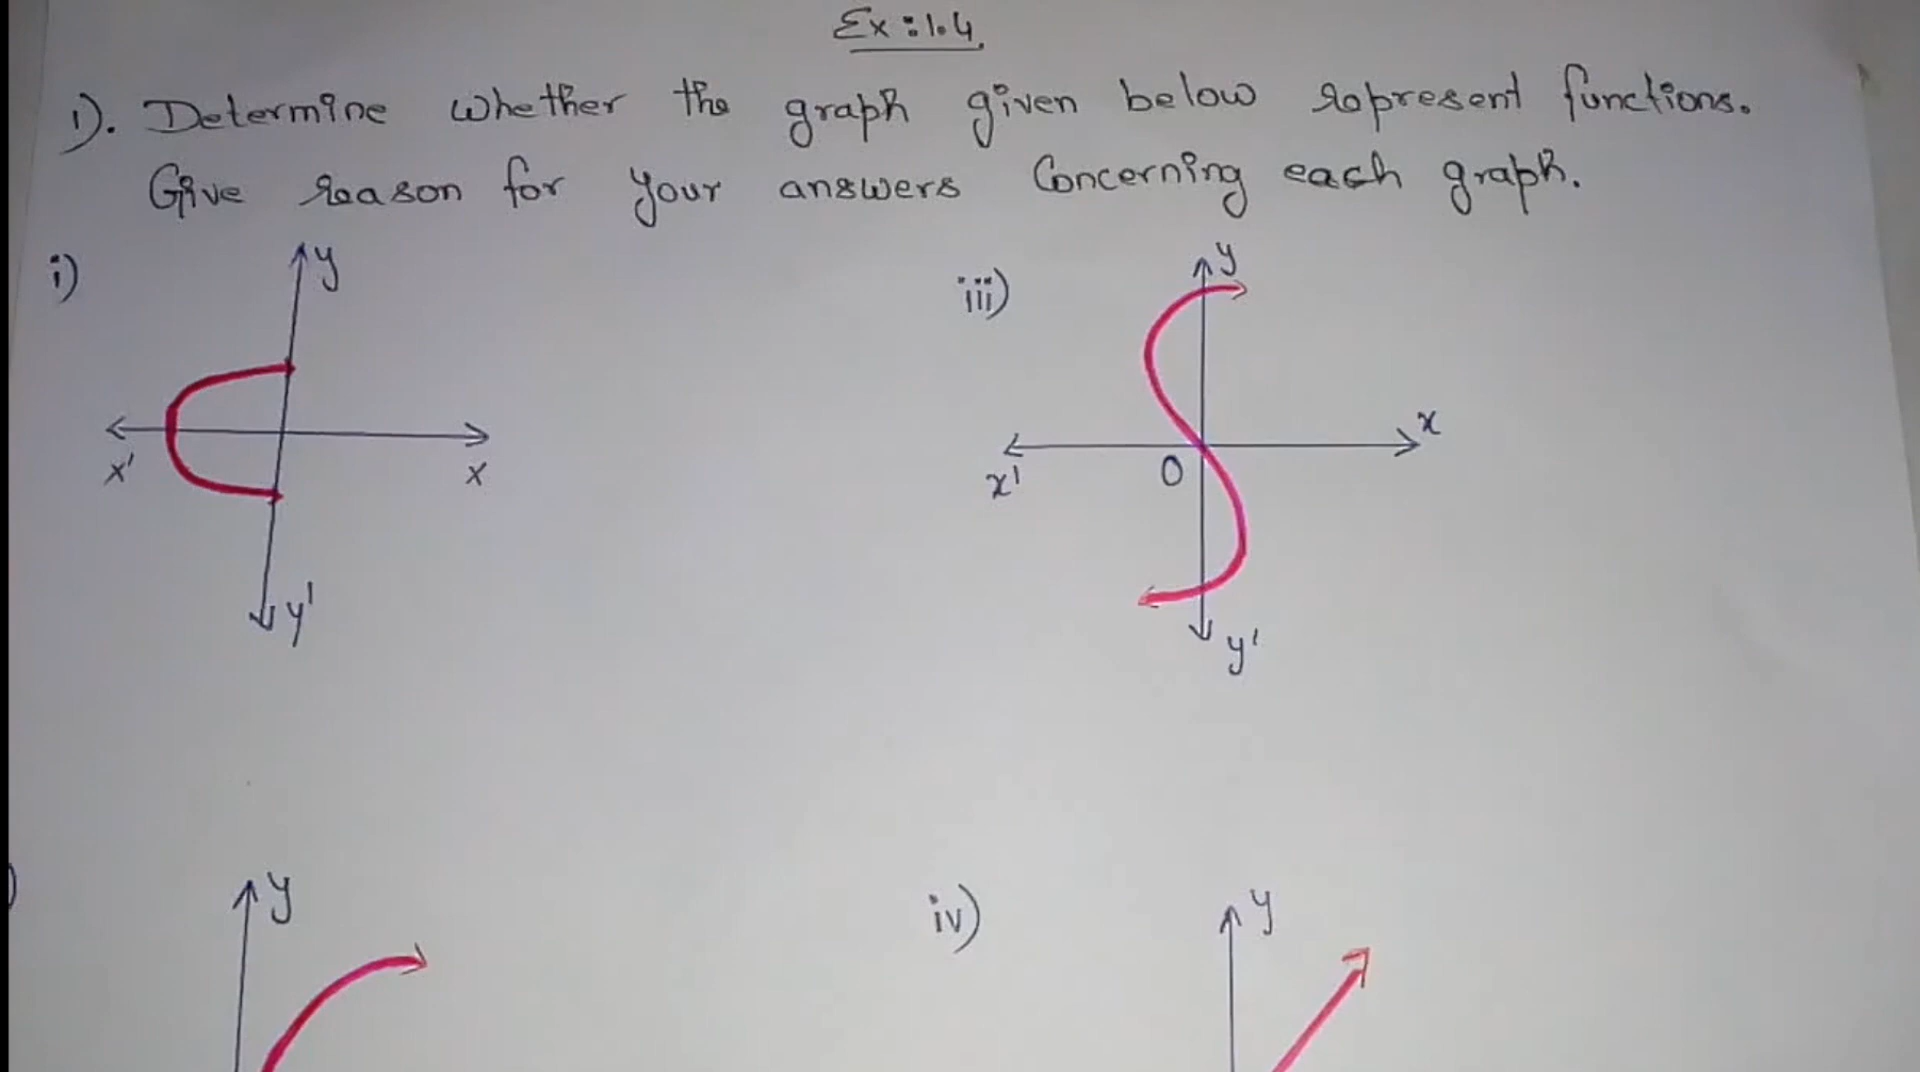 Ex : 1.4.
1). Determine whether the graph given below represent functions.
Give reason for your answers Concerning each graph.
i)
y
x'
x
y'
iii)
y
x
x'
O
y'
)
y
iv)
y